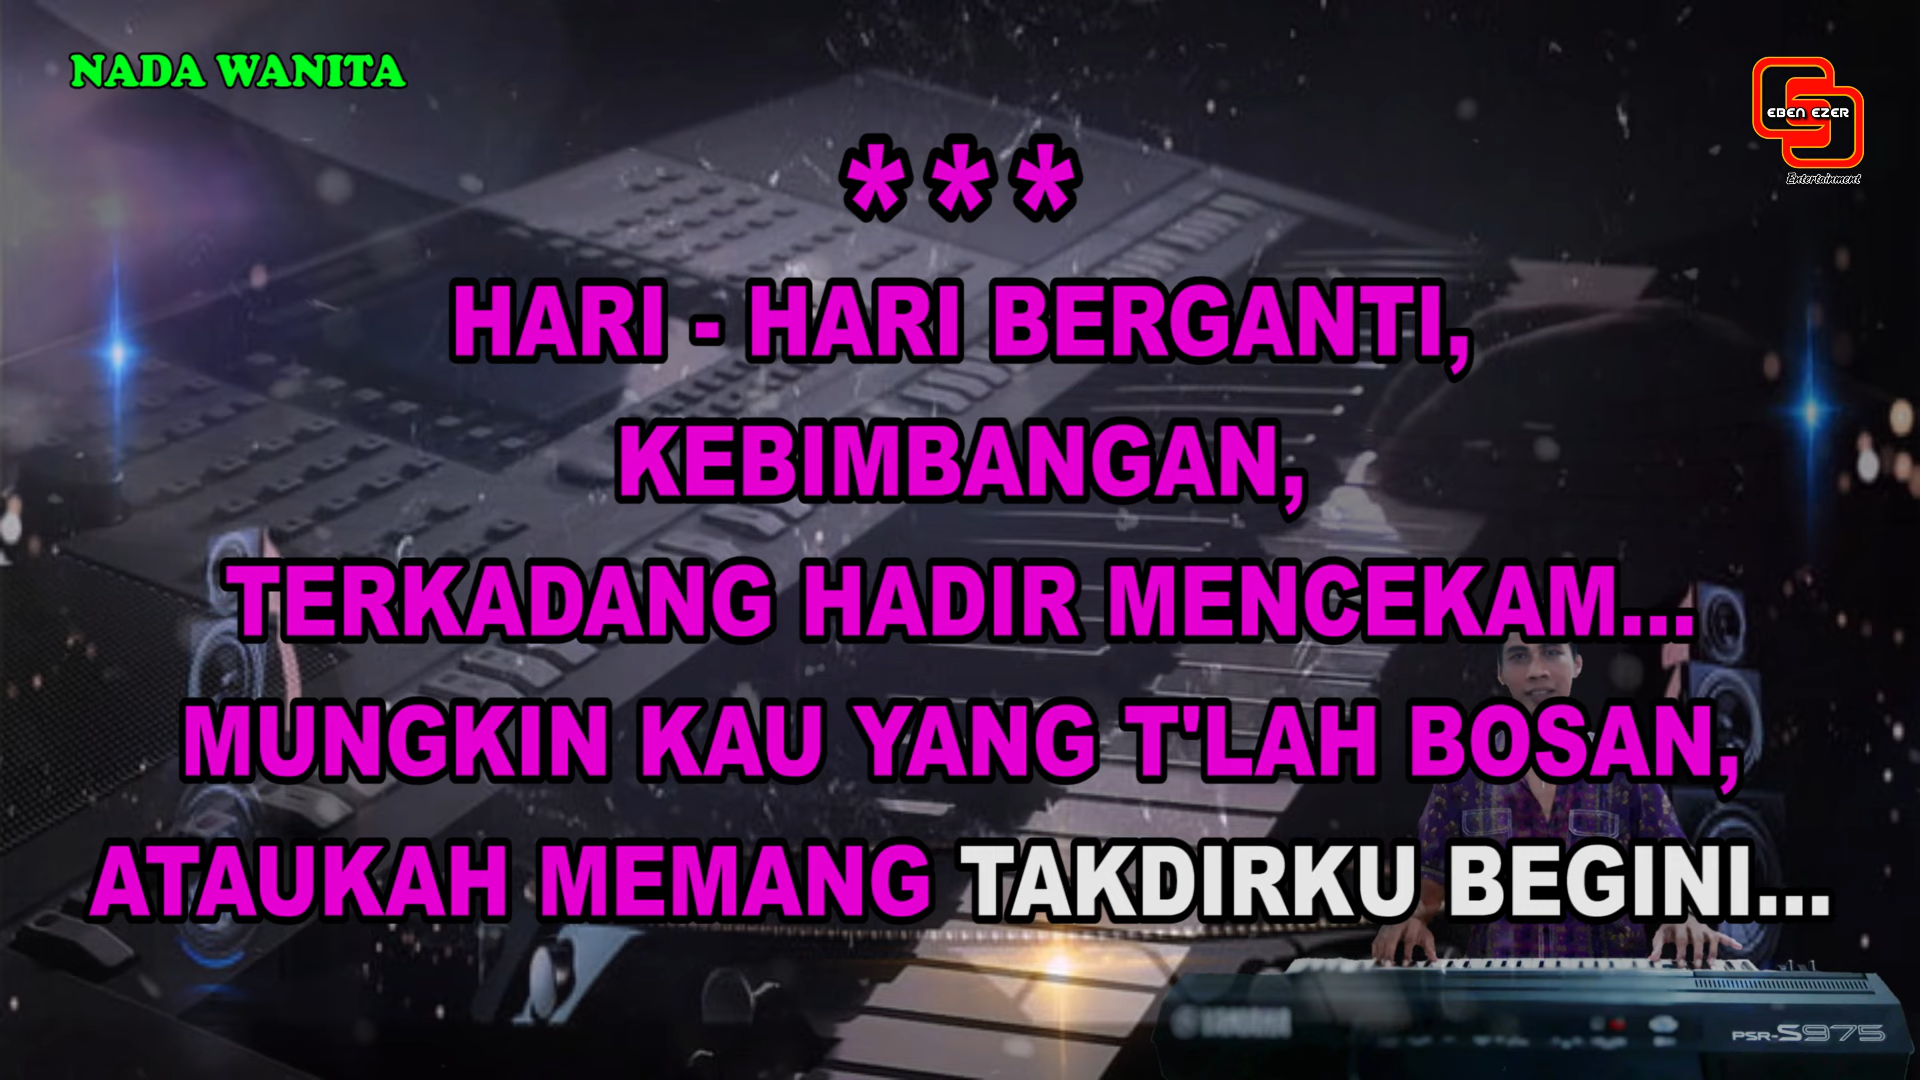 NADA WANITA
EBEN EZER
Entertainment
***
HARI - HARI BERGANTI,
KEBIMBANGAN,
TERKADANG HADIR MENCEKAM...
MUNGKIN KAU YANG T'LAH BOSAN,
ATAUKAH MEMANG TAKDIRKU BEGINI...
PSR-S975